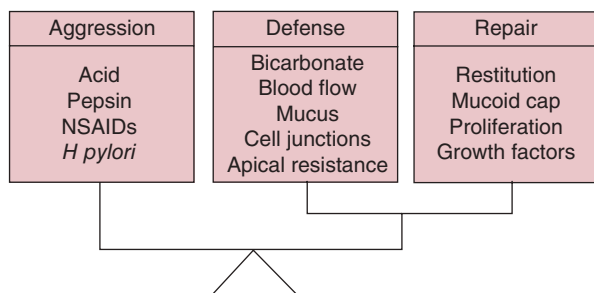 Aggression
Acid
Pepsin
NSAIDs
H pylori
Defense
Bicarbonate
Blood flow
Mucus
Cell junctions
Apical resistance
Repair
Restitution
Mucoid cap
Proliferation
Growth factors